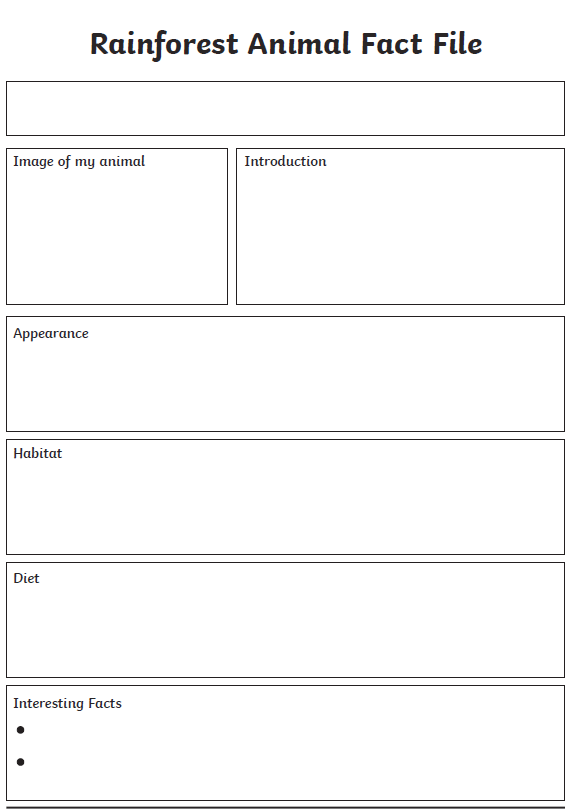 Rainforest Animal Fact File
Image of my animal
Introduction
Appearance
Habitat
Diet
Interesting Facts
●
●